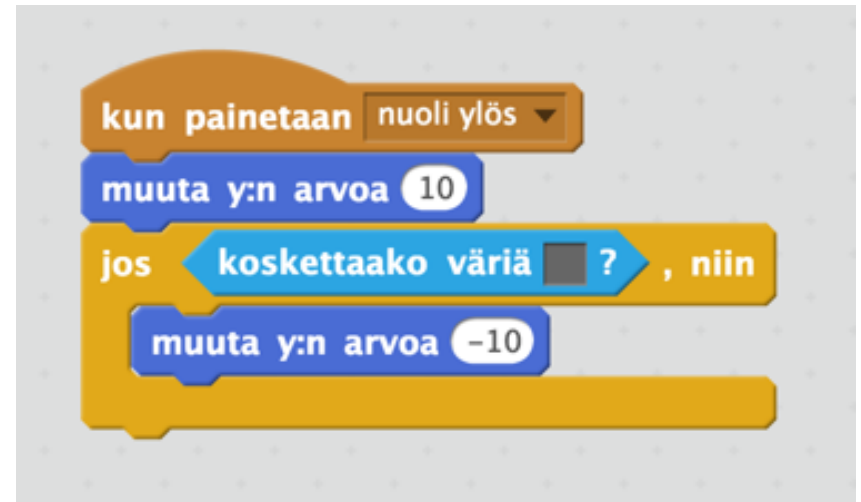 kun painetaan nuoli ylös
muuta y:n arvoa 10
jos koskettaako väriä ? , niin
muuta y:n arvoa -10